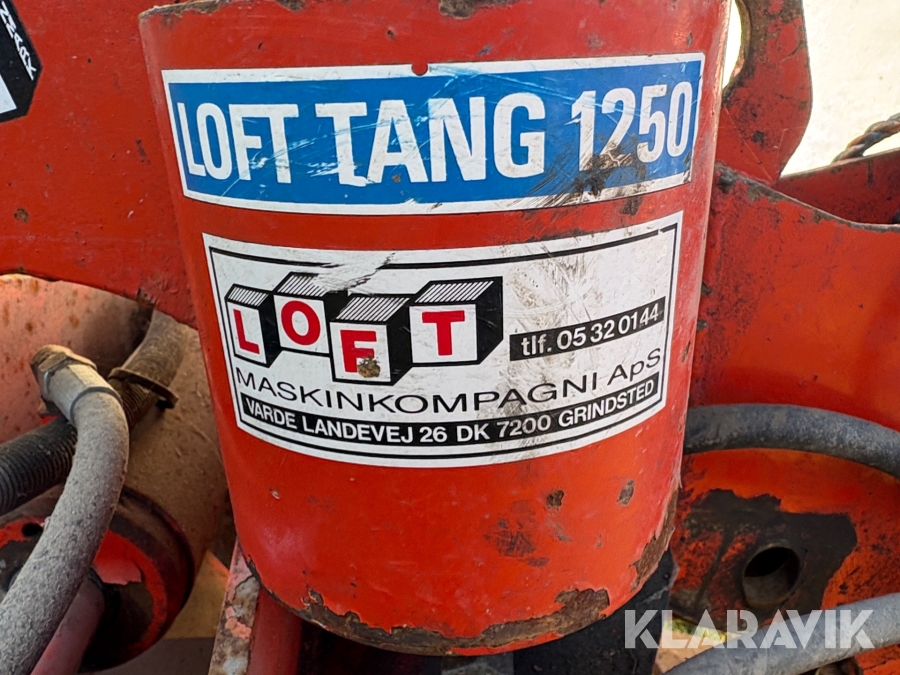 LOFT TANG 1250
LOFT
tlf. 05 32 01 44
MASKINKOMPAGNI ApS
VARDE LANDEVEJ 26 DK 7200 GRINDSTED
KLARAVIK